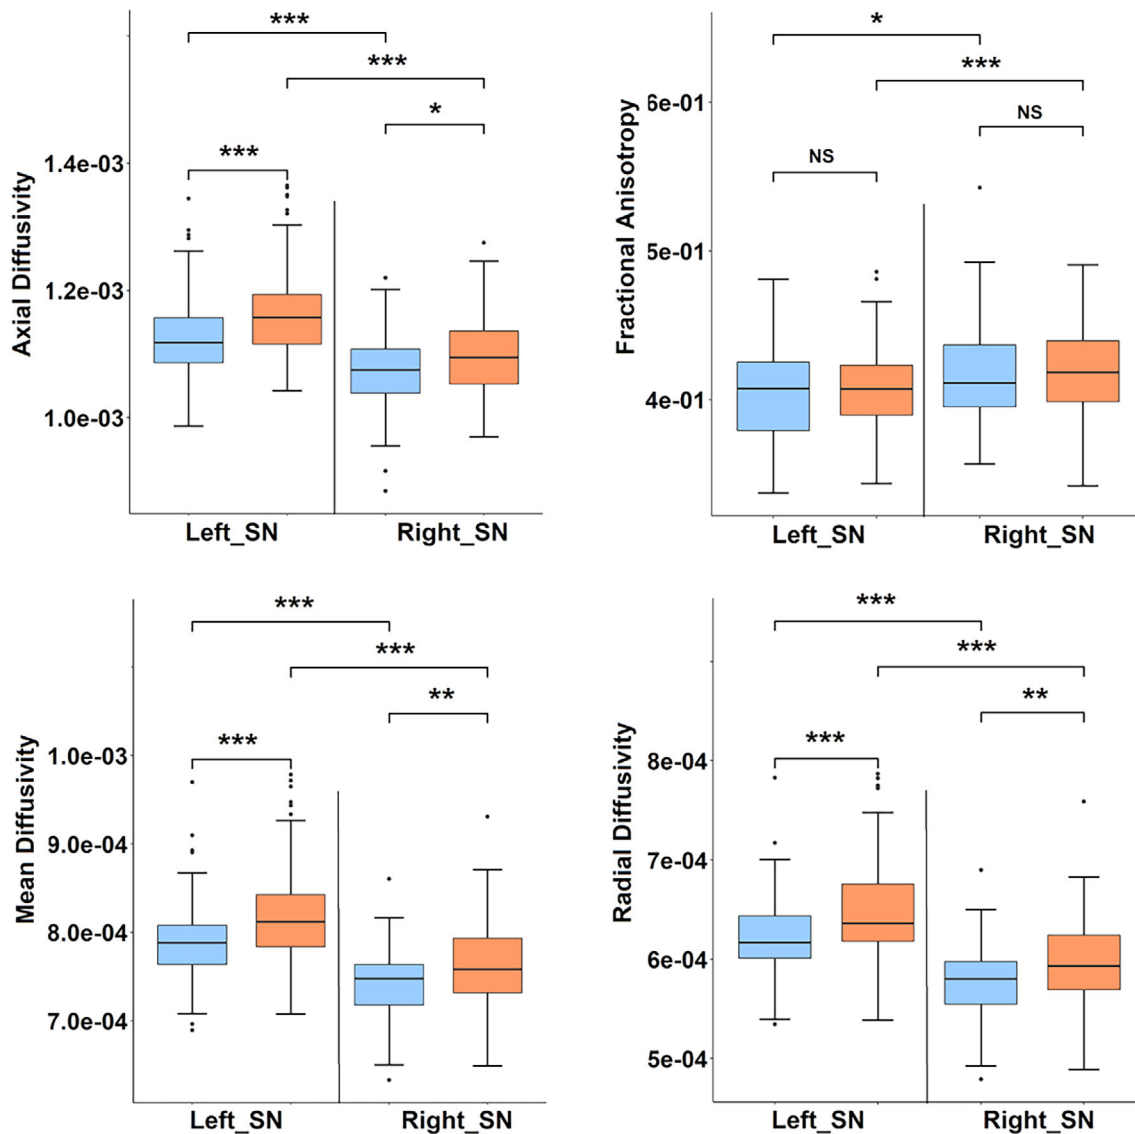 ***
***
*
***
Axial Diffusivity
1.4e-03
1.2e-03
1.0e-03
Left_SN
Right_SN
*
***
NS
NS
Fractional Anisotropy
6e-01
5e-01
4e-01
Left_SN
Right_SN
***
***
**
***
Mean Diffusivity
1.0e-03
9.0e-04
8.0e-04
7.0e-04
Left_SN
Right_SN
***
***
**
***
Radial Diffusivity
8e-04
7e-04
6e-04
5e-04
Left_SN
Right_SN